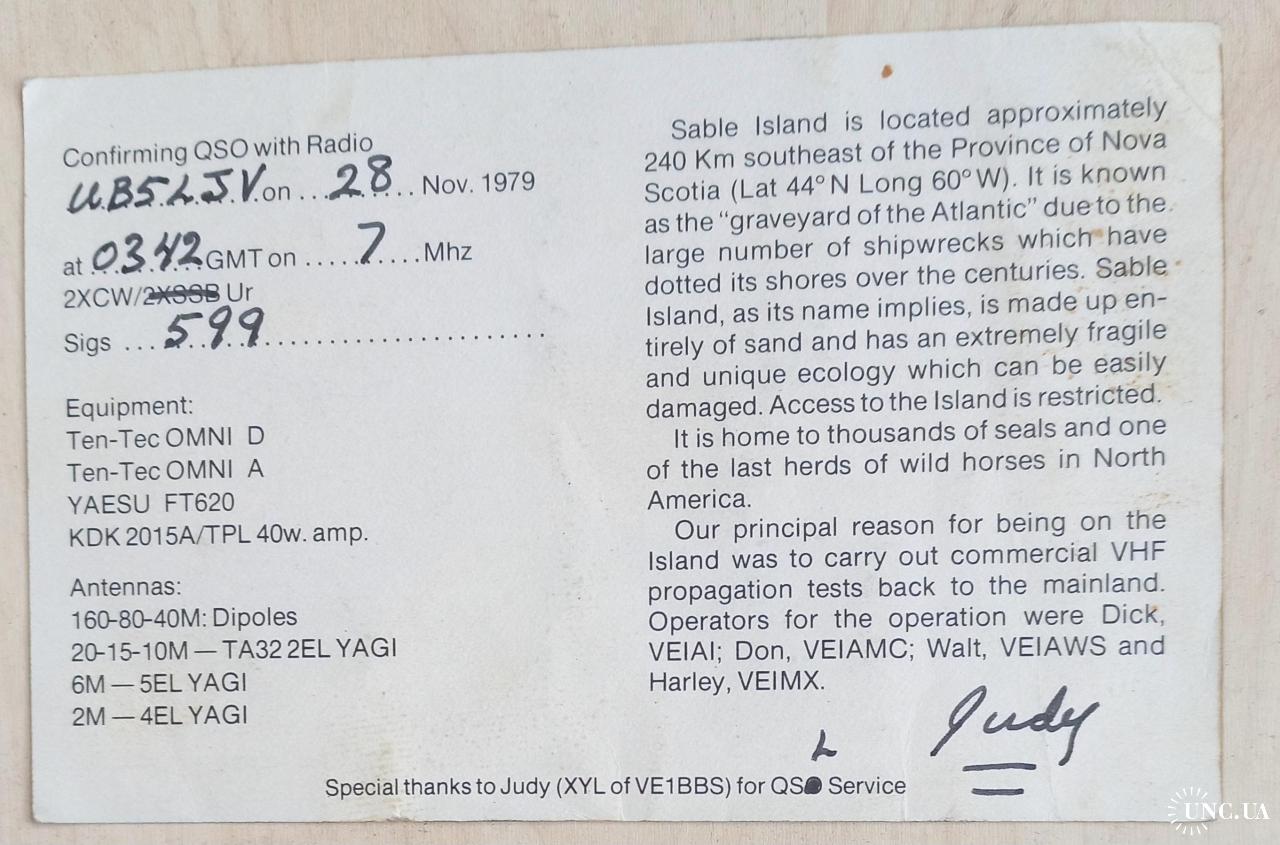 Confirming QSO with Radio
UB5LJV on ... 28 .... Nov. 1979
at 0342 GMT on ..... 7 .... Mhz
2XCW/2XSSB Ur
Sigs ... 599 ..............................
Equipment:
Ten-Tec OMNI D
Ten-Tec OMNI A
YAESU FT620
KDK 2015A/TPL 40w. amp.
Antennas:
160-80-40M: Dipoles
20-15-10M — TA32 2EL YAGI
6M — 5EL YAGI
2M — 4EL YAGI
Sable Island is located approximately
240 Km southeast of the Province of Nova
Scotia (Lat 44° N Long 60° W). It is known
as the “graveyard of the Atlantic” due to the
large number of shipwrecks which have
dotted its shores over the centuries. Sable
Island, as its name implies, is made up en-
tirely of sand and has an extremely fragile
and unique ecology which can be easily
damaged. Access to the Island is restricted.
It is home to thousands of seals and one
of the last herds of wild horses in North
America.
Our principal reason for being on the
Island was to carry out commercial VHF
propagation tests back to the mainland.
Operators for the operation were Dick,
VEIAI; Don, VEIAMC; Walt, VEIAWS and
Harley, VEIMX.
Judy
L
Special thanks to Judy (XYL of VE1BBS) for QSO Service
UNC.UA